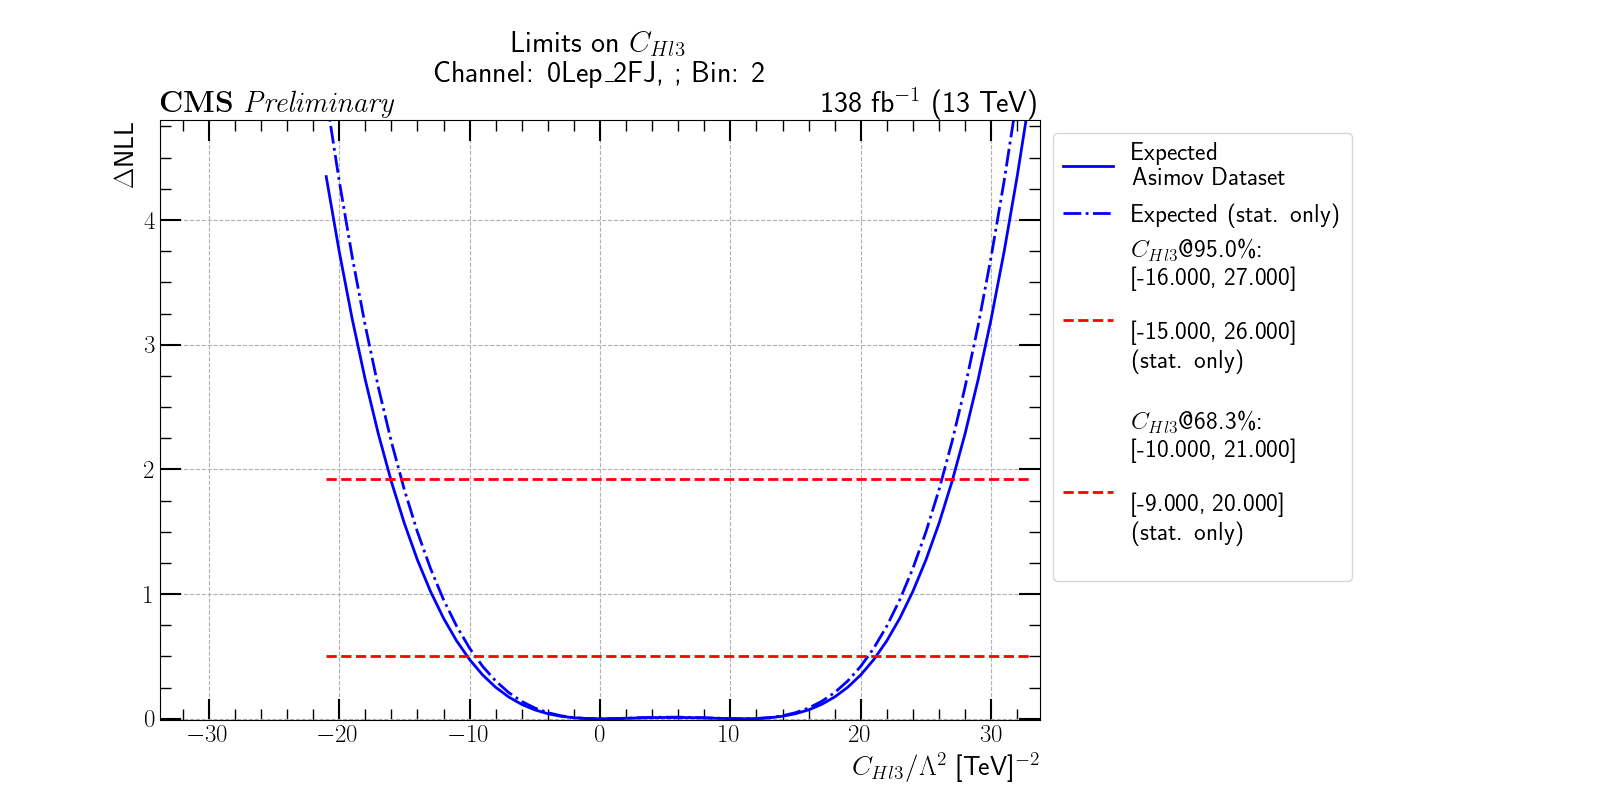 Limits on C_{Hl3}
Channel: 0Lep_2FJ, ; Bin: 2
CMS Preliminary
138 fb^{−1} (13 TeV)
ΔNLL
4
3
2
1
0
−30
−20
−10
0
10
20
30
C_{Hl3}/Λ^2 [TeV]^{−2}
Expected
Asimov Dataset
Expected (stat. only)
C_{Hl3}@95.0%:
[-16.000, 27.000]
[-15.000, 26.000]
(stat. only)
C_{Hl3}@68.3%:
[-10.000, 21.000]
[-9.000, 20.000]
(stat. only)